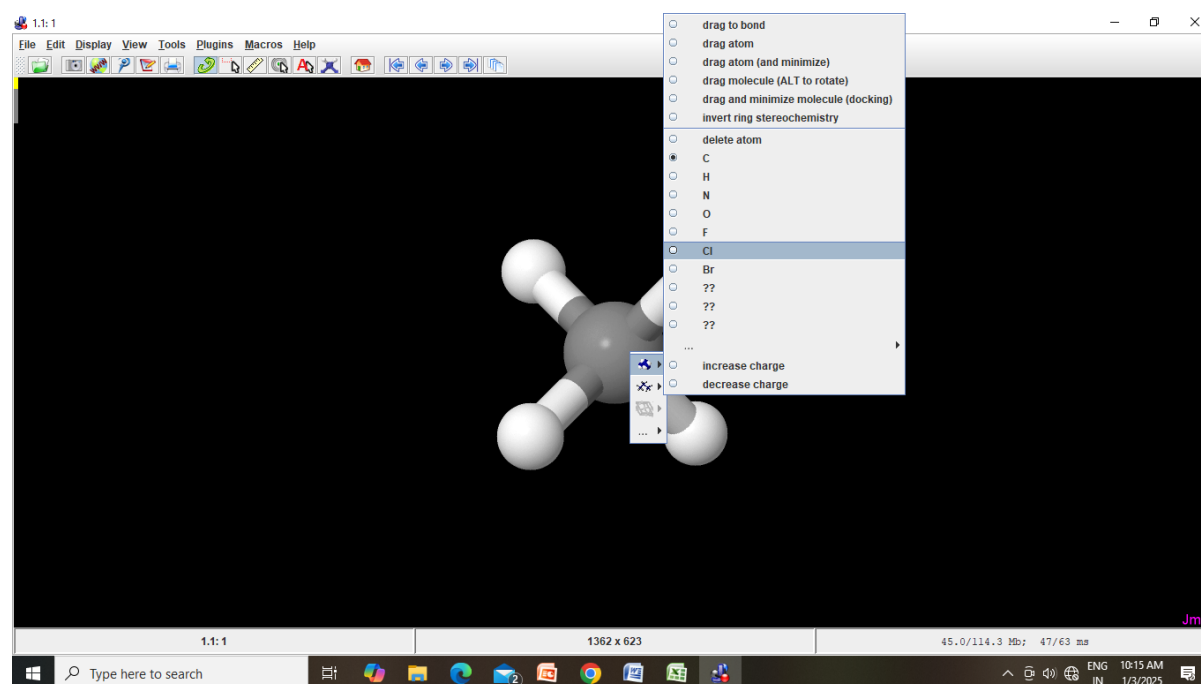 1.1: 1
File Edit Display View Tools Plugins Macros Help
drag to bond
drag atom
drag atom (and minimize)
drag molecule (ALT to rotate)
drag and minimize molecule (docking)
invert ring stereochemistry
delete atom
C
H
N
O
F
Cl
Br
??
??
??
...
increase charge
decrease charge
...
Jm
1.1: 1 1362 x 623 45.0/114.3 Mb; 47/63 ms
Type here to search
2
ENG
IN
10:15 AM
1/3/2025